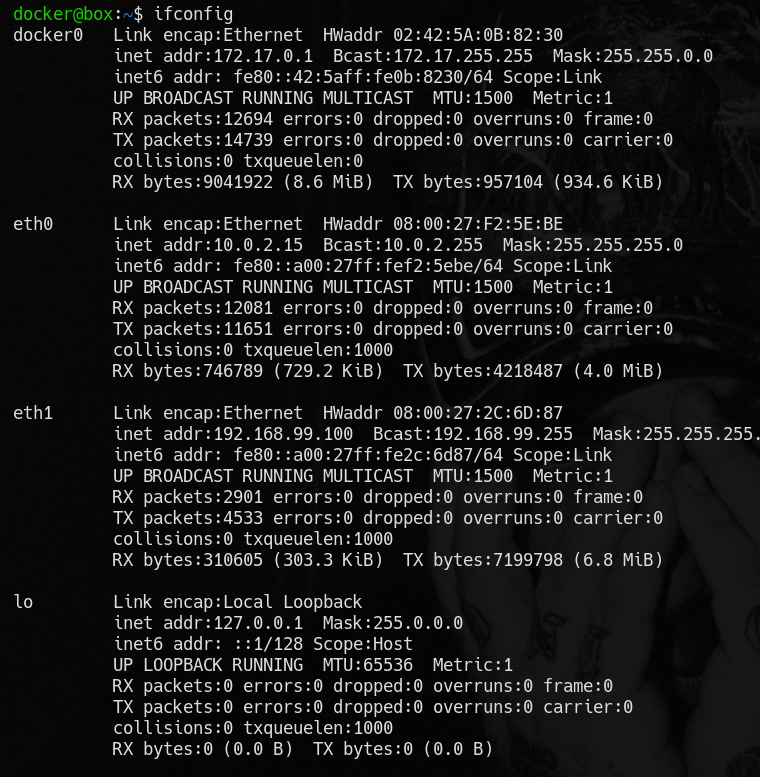 docker@box:~$ ifconfig
docker0   Link encap:Ethernet  HWaddr 02:42:5A:0B:82:30
          inet addr:172.17.0.1  Bcast:172.17.255.255  Mask:255.255.0.0
          inet6 addr: fe80::42:5aff:fe0b:8230/64 Scope:Link
          UP BROADCAST RUNNING MULTICAST  MTU:1500  Metric:1
          RX packets:12694 errors:0 dropped:0 overruns:0 frame:0
          TX packets:14739 errors:0 dropped:0 overruns:0 carrier:0
          collisions:0 txqueuelen:0
          RX bytes:9041922 (8.6 MiB)  TX bytes:957104 (934.6 KiB)

eth0      Link encap:Ethernet  HWaddr 08:00:27:F2:5E:BE
          inet addr:10.0.2.15  Bcast:10.0.2.255  Mask:255.255.255.0
          inet6 addr: fe80::a00:27ff:fef2:5ebe/64 Scope:Link
          UP BROADCAST RUNNING MULTICAST  MTU:1500  Metric:1
          RX packets:12081 errors:0 dropped:0 overruns:0 frame:0
          TX packets:11651 errors:0 dropped:0 overruns:0 carrier:0
          collisions:0 txqueuelen:1000
          RX bytes:746789 (729.2 KiB)  TX bytes:4218487 (4.0 MiB)

eth1      Link encap:Ethernet  HWaddr 08:00:27:2C:6D:87
          inet addr:192.168.99.100  Bcast:192.168.99.255  Mask:255.255.255.
          inet6 addr: fe80::a00:27ff:fe2c:6d87/64 Scope:Link
          UP BROADCAST RUNNING MULTICAST  MTU:1500  Metric:1
          RX packets:2901 errors:0 dropped:0 overruns:0 frame:0
          TX packets:4533 errors:0 dropped:0 overruns:0 carrier:0
          collisions:0 txqueuelen:1000
          RX bytes:310605 (303.3 KiB)  TX bytes:7199798 (6.8 MiB)

lo        Link encap:Local Loopback
          inet addr:127.0.0.1  Mask:255.0.0.0
          inet6 addr: ::1/128 Scope:Host
          UP LOOPBACK RUNNING  MTU:65536  Metric:1
          RX packets:0 errors:0 dropped:0 overruns:0 frame:0
          TX packets:0 errors:0 dropped:0 overruns:0 carrier:0
          collisions:0 txqueuelen:1000
          RX bytes:0 (0.0 B)  TX bytes:0 (0.0 B)